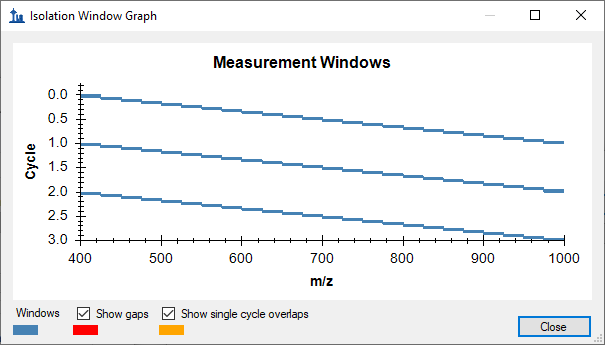 Isolation Window Graph
Measurement Windows
0.0
0.5
1.0
1.5
2.0
2.5
3.0
Cycle
400 500 600 700 800 900 1000
m/z
Windows Show gaps Show single cycle overlaps
Close